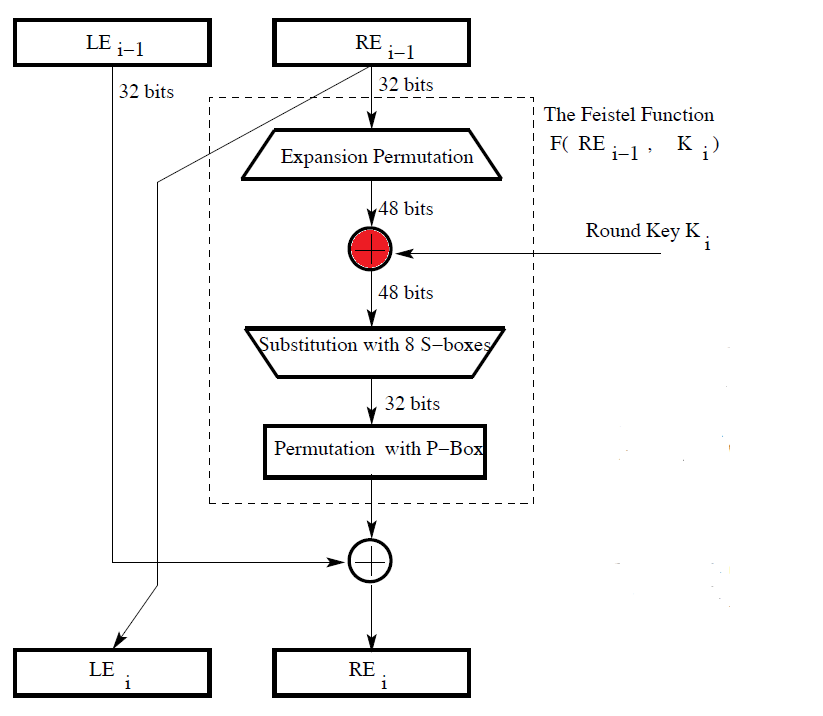 LE i−1
RE i−1
32 bits
32 bits
The Feistel Function
F( RE i−1 , K i )
Expansion Permutation
48 bits
Round Key K i
48 bits
Substitution with 8 S−boxes
32 bits
Permutation with P−Box
LE i
RE i